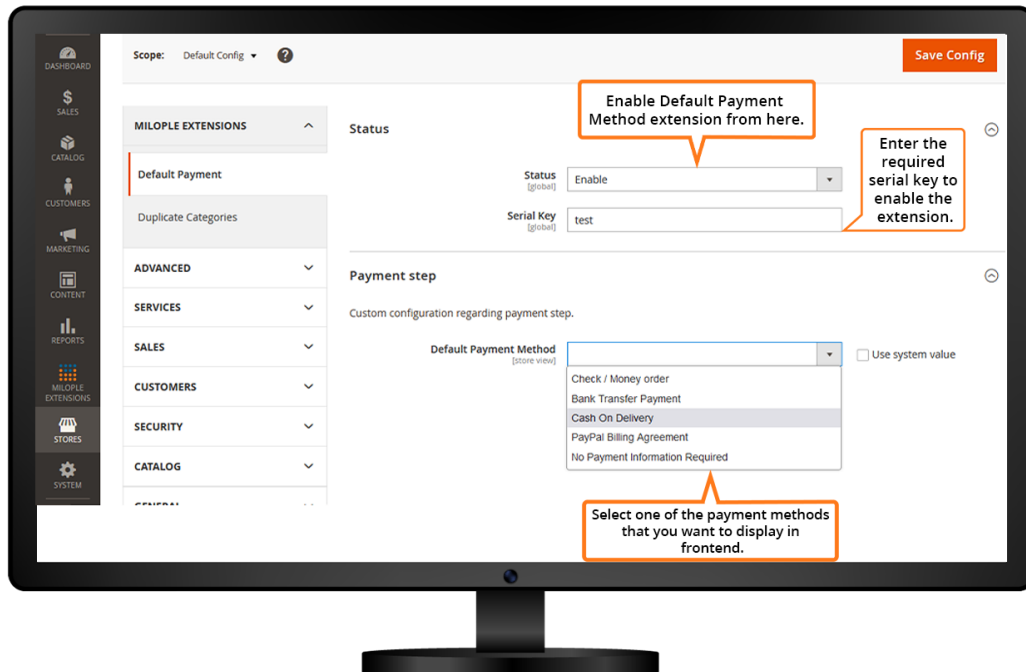 DASHBOARD
$
SALES
CATALOG
CUSTOMERS
MARKETING
CONTENT
REPORTS
MILOPLE
EXTENSIONS
STORES
SYSTEM
Scope: Default Config ?
Save Config
MILOPLE EXTENSIONS
Default Payment
Duplicate Categories
ADVANCED
SERVICES
SALES
CUSTOMERS
SECURITY
CATALOG
GENERAL
Status
Enable Default Payment
Method extension from here.
Status
[global]
Enable
Serial Key
[global]
test
Enter the
required
serial key to
enable the
extension.
Payment step
Custom configuration regarding payment step.
Default Payment Method
[store view]
Use system value
Check / Money order
Bank Transfer Payment
Cash On Delivery
PayPal Billing Agreement
No Payment Information Required
Select one of the payment methods
that you want to display in
frontend.